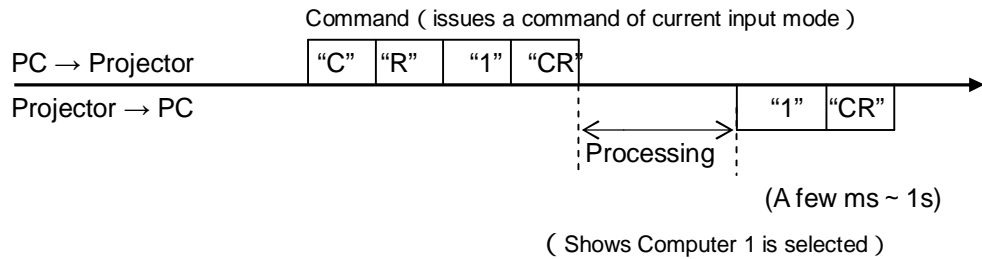 Command ( issues a command of current input mode )
PC → Projector “C” “R” “1” “CR”
Projector → PC “1” “CR”
Processing
(A few ms ~ 1s)
( Shows Computer 1 is selected )